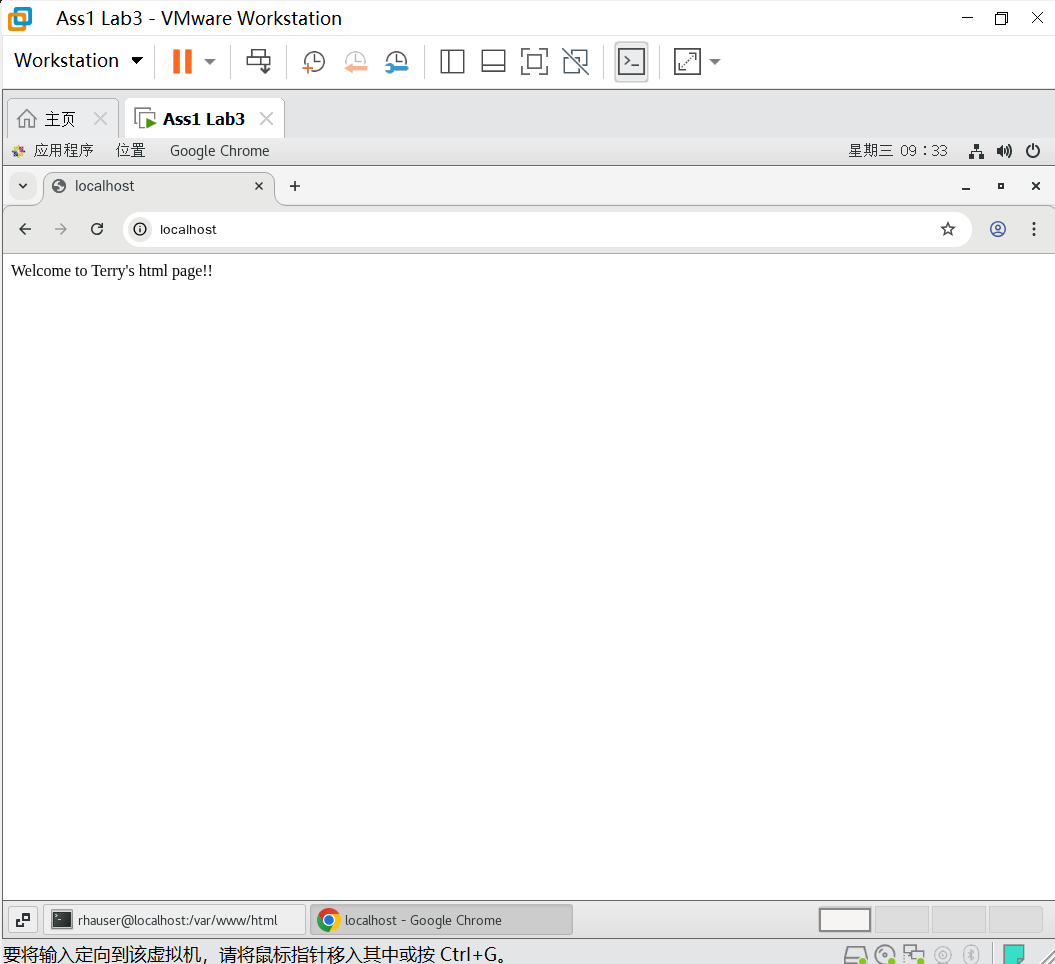 Ass1 Lab3 - VMware Workstation
Workstation
主页 Ass1 Lab3
应用程序 位置 Google Chrome 星期三 09：33
localhost
localhost
Welcome to Terry's html page!!
rhauser@localhost:/var/www/html localhost - Google Chrome
要将输入定向到该虚拟机，请将鼠标指针移入其中或按 Ctrl+G。